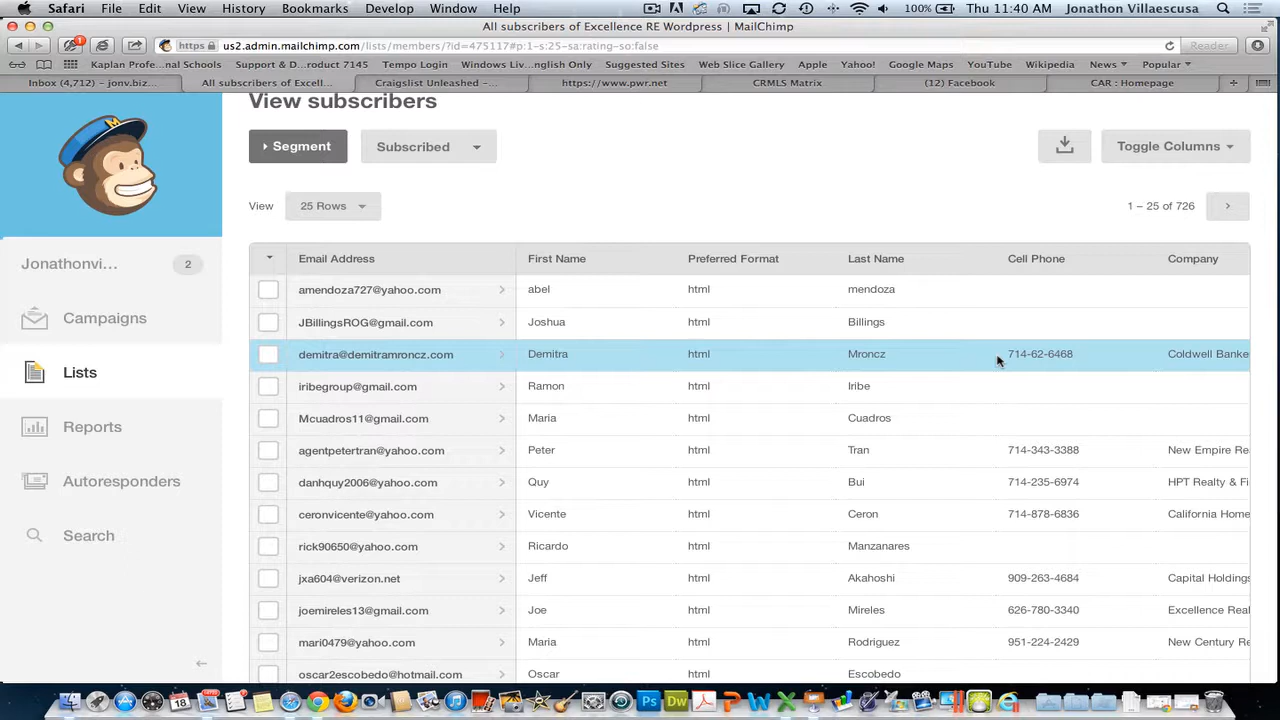 Safari File Edit View History Bookmarks Develop Window Help 100% Thu 11:40 AM Jonathon Villaescusa
All subscribers of Excellence RE Wordpress | MailChimp
https us2.admin.mailchimp.com/lists/members/?id=475117#p:1-s:25-sa:rating-so:false Reader
Kaplan Profe...nal Schools Support & D...roduct 7145 Tempo Login Windows Liv...nglish Only Suggested Sites Web Slice Gallery Apple Yahoo! Google Maps YouTube Wikipedia News Popular
Inbox (4,712) – jonv.biz... All subscribers of Excell... Craigslist Unleashed –... https://www.pwr.net CRMLS Matrix (12) Facebook CAR : Homepage
View subscribers
Segment Subscribed Toggle Columns
View 25 Rows 1 – 25 of 726
Email Address First Name Preferred Format Last Name Cell Phone Company
amendoza727@yahoo.com abel html mendoza
JBillingsROG@gmail.com Joshua html Billings
demitra@demitramroncz.com Demitra html Mroncz 714-62-6468 Coldwell Banke
iribegroup@gmail.com Ramon html Iribe
Mcuadros11@gmail.com Maria html Cuadros
agentpetertran@yahoo.com Peter html Tran 714-343-3388 New Empire Re
danhquy2006@yahoo.com Quy html Bui 714-235-6974 HPT Realty & Fi
ceronvicente@yahoo.com Vicente html Ceron 714-878-6836 California Home
rick90650@yahoo.com Ricardo html Manzanares
jxa604@verizon.net Jeff html Akahoshi 909-263-4684 Capital Holdings
joemireles13@gmail.com Joe html Mireles 626-780-3340 Excellence Real
mari0479@yahoo.com Maria html Rodriguez 951-224-2429 New Century Re
oscar2escobedo@hotmail.com Oscar html Escobedo
Jonathonvi... 2
Campaigns
Lists
Reports
Autoresponders
Search
18 Ps Dw